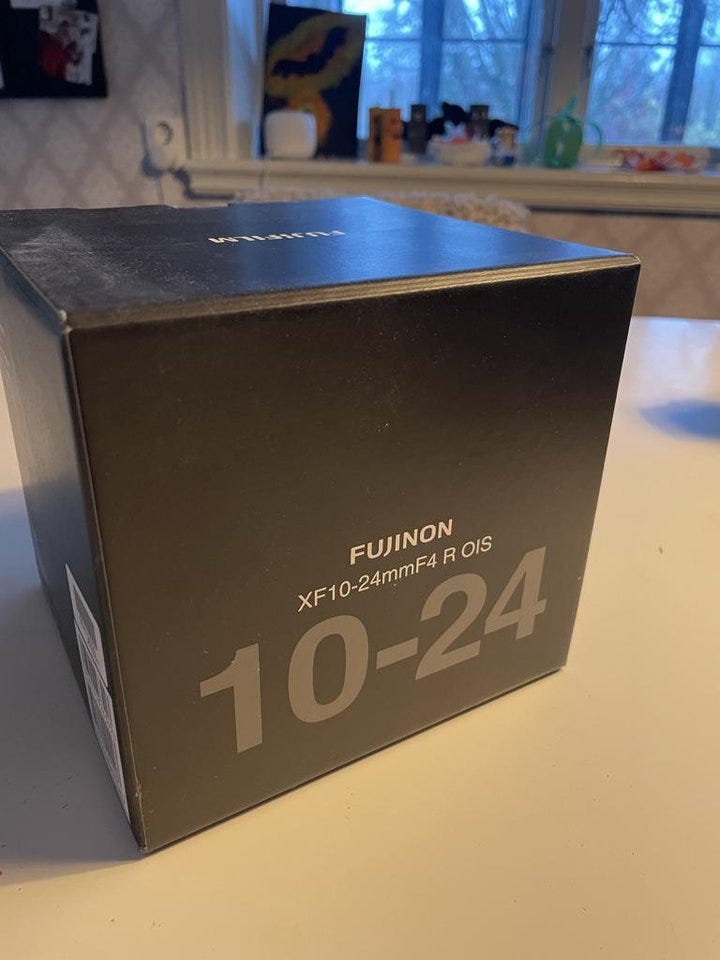 FUJIFILM
FUJINON
XF10-24mmF4 R OIS
10-24